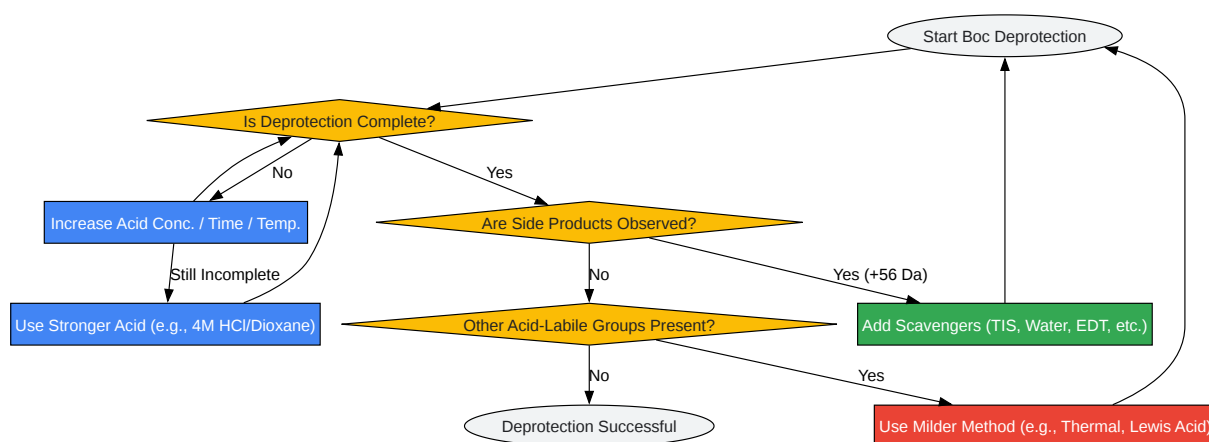 Start Boc Deprotection
Is Deprotection Complete?
No
Yes
Increase Acid Conc. / Time / Temp.
Are Side Products Observed?
Still Incomplete
No
Yes (+56 Da)
Use Stronger Acid (e.g., 4M HCl/Dioxane)
Other Acid-Labile Groups Present?
Add Scavengers (TIS, Water, EDT, etc.)
No
Yes
Deprotection Successful
Use Milder Method (e.g., Thermal, Lewis Acid)